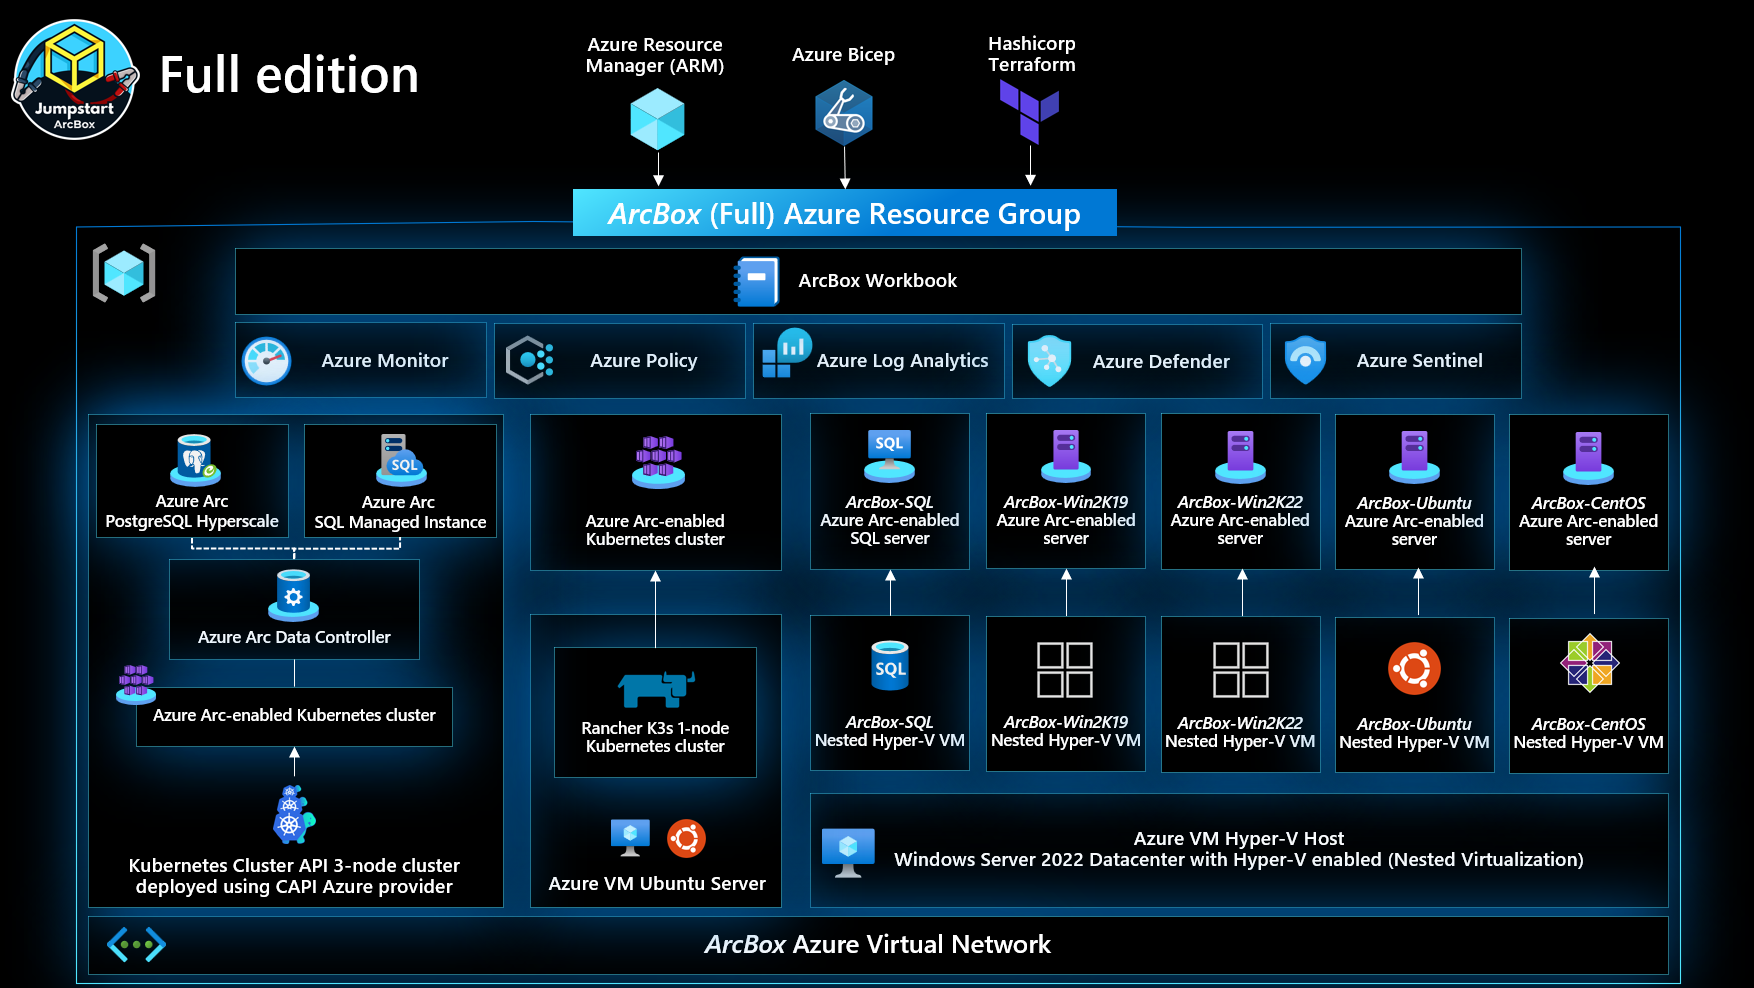 Jumpstart
ArcBox
Full edition
Azure Resource
Manager (ARM)
Azure Bicep
Hashicorp
Terraform
ArcBox (Full) Azure Resource Group
ArcBox Workbook
Azure Monitor
Azure Policy
Azure Log Analytics
Azure Defender
Azure Sentinel
Azure Arc
PostgreSQL Hyperscale
SQL
Azure Arc
SQL Managed Instance
Azure Arc Data Controller
Azure Arc-enabled Kubernetes cluster
Kubernetes Cluster API 3-node cluster
deployed using CAPI Azure provider
Azure Arc-enabled
Kubernetes cluster
Rancher K3s 1-node
Kubernetes cluster
Azure VM Ubuntu Server
SQL
ArcBox-SQL
Azure Arc-enabled
SQL server
ArcBox-Win2K19
Azure Arc-enabled
server
ArcBox-Win2K22
Azure Arc-enabled
server
ArcBox-Ubuntu
Azure Arc-enabled
server
ArcBox-CentOS
Azure Arc-enabled
server
SQL
ArcBox-SQL
Nested Hyper-V VM
ArcBox-Win2K19
Nested Hyper-V VM
ArcBox-Win2K22
Nested Hyper-V VM
ArcBox-Ubuntu
Nested Hyper-V VM
ArcBox-CentOS
Nested Hyper-V VM
Azure VM Hyper-V Host
Windows Server 2022 Datacenter with Hyper-V enabled (Nested Virtualization)
ArcBox Azure Virtual Network